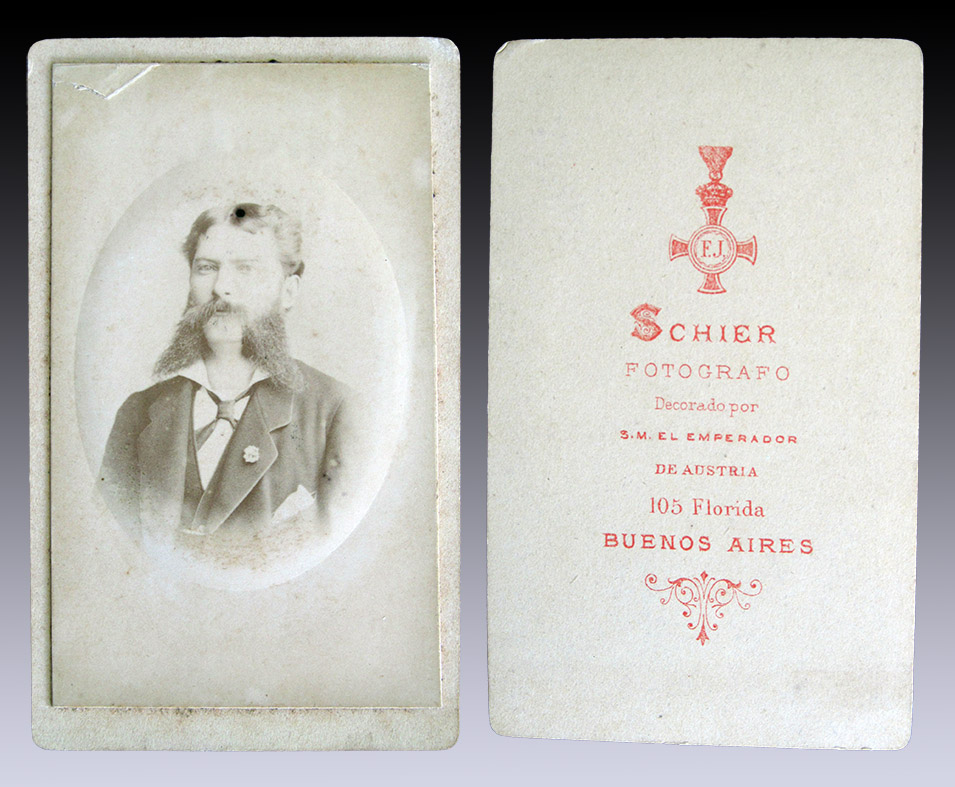 F.J.
SCHIER
FOTOGRAFO
Decorado por
S.M. EL EMPERADOR
DE AUSTRIA
105 Florida
BUENOS AIRES